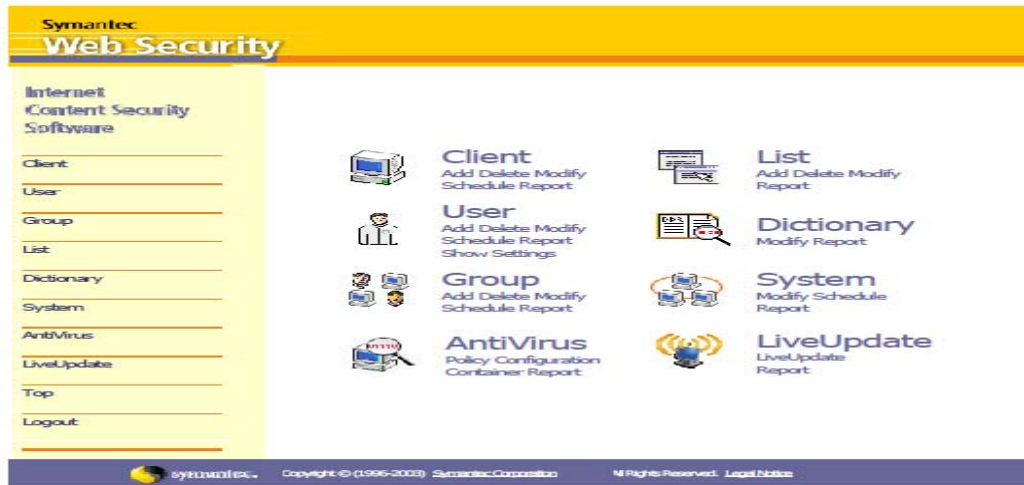 Symantec
Web Security
Internet
Content Security
Software
Client
User
Group
List
Dictionary
System
AntiVirus
LiveUpdate
Top
Logout
Client
Add Delete Modify
Schedule Report
List
Add Delete Modify
Report
User
Add Delete Modify
Schedule Report
Show Settings
Dictionary
Modify Report
Group
Add Delete Modify
Schedule Report
System
Modify Schedule
Report
AntiVirus
Policy Configuration
Container Report
LiveUpdate
LiveUpdate
Report
symantec.
Copyright © (1996-2003) Symantec Corporation
All Rights Reserved. Legal Notice